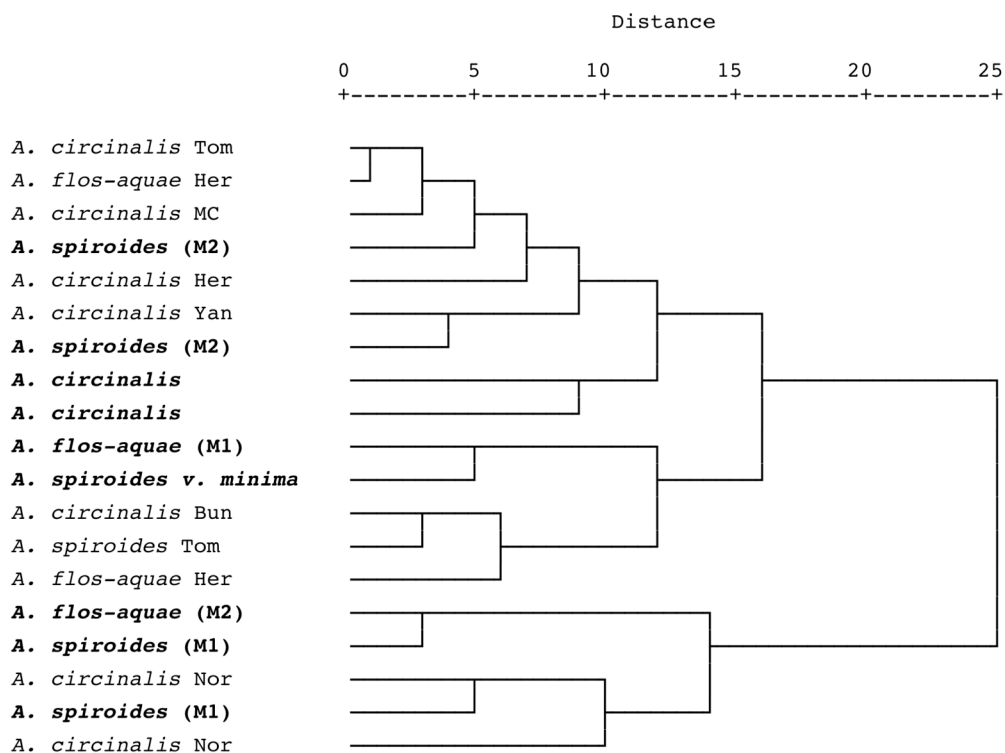 Distance
0 5 10 15 20 25
+---------+---------+---------+---------+---------+
A. circinalis Tom
A. flos-aquae Her
A. circinalis MC
A. spiroides (M2)
A. circinalis Her
A. circinalis Yan
A. spiroides (M2)
A. circinalis
A. circinalis
A. flos-aquae (M1)
A. spiroides v. minima
A. circinalis Bun
A. spiroides Tom
A. flos-aquae Her
A. flos-aquae (M2)
A. spiroides (M1)
A. circinalis Nor
A. spiroides (M1)
A. circinalis Nor